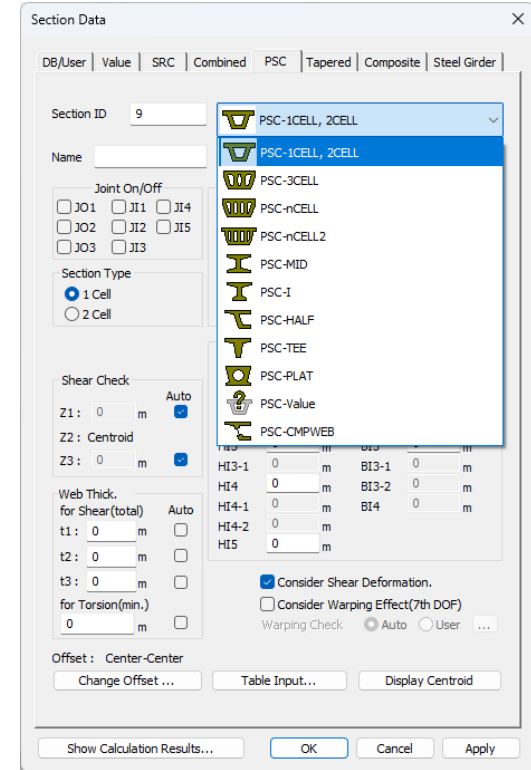 Section Data
DB/User Value SRC Combined PSC Tapered Composite Steel Girder
Section ID 9 PSC-1CELL, 2CELL
Name
PSC-1CELL, 2CELL
PSC-3CELL
PSC-nCELL
PSC-nCELL2
PSC-MID
PSC-I
PSC-HALF
PSC-TEE
PSC-PLAT
PSC-Value
PSC-CMPWEB
Joint On/Off
JO1 JI1 JI4
JO2 JI2 JI5
JO3 JI3
Section Type
1 Cell
2 Cell
Shear Check
Auto
Z1 : 0 m
Z2 : Centroid
Z3 : 0 m
HI3-1 0 m BI3-1 0 m
HI4 0 m BI3-2 0 m
HI4-1 0 m BI4 0 m
HI4-2 0 m
HI5 0 m
Web Thick.
for Shear(total) Auto
t1 : 0 m
t2 : 0 m
t3 : 0 m
for Torsion(min.)
0 m
Consider Shear Deformation.
Consider Warping Effect(7th DOF)
Warping Check Auto User ...
Offset : Center-Center
Change Offset ... Table Input... Display Centroid
Show Calculation Results... OK Cancel Apply